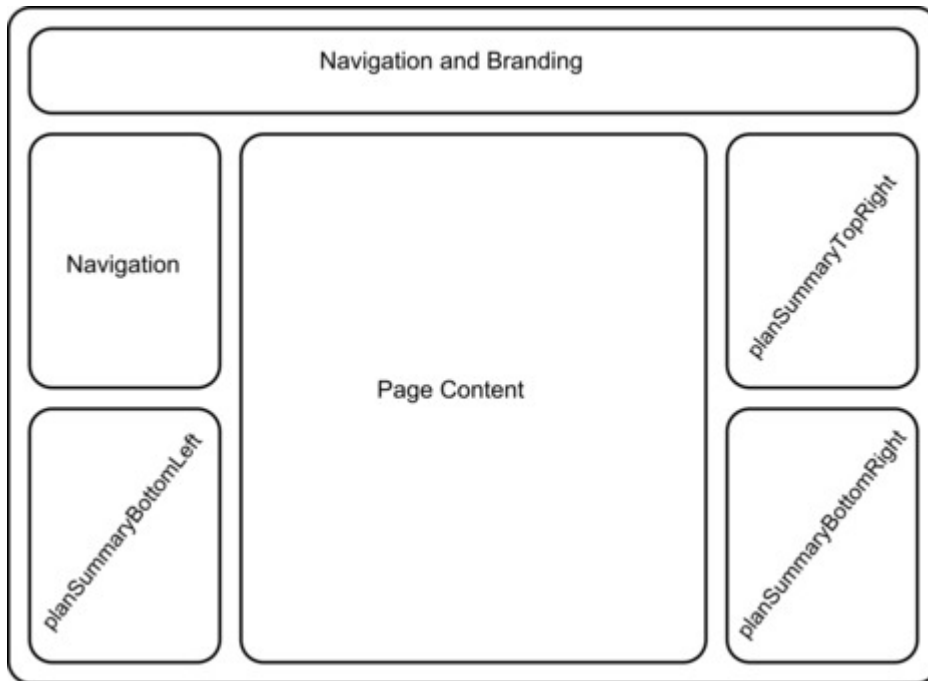 Navigation and Branding
Navigation
Page Content
planSummaryTopRight
planSummaryBottomLeft
planSummaryBottomRight